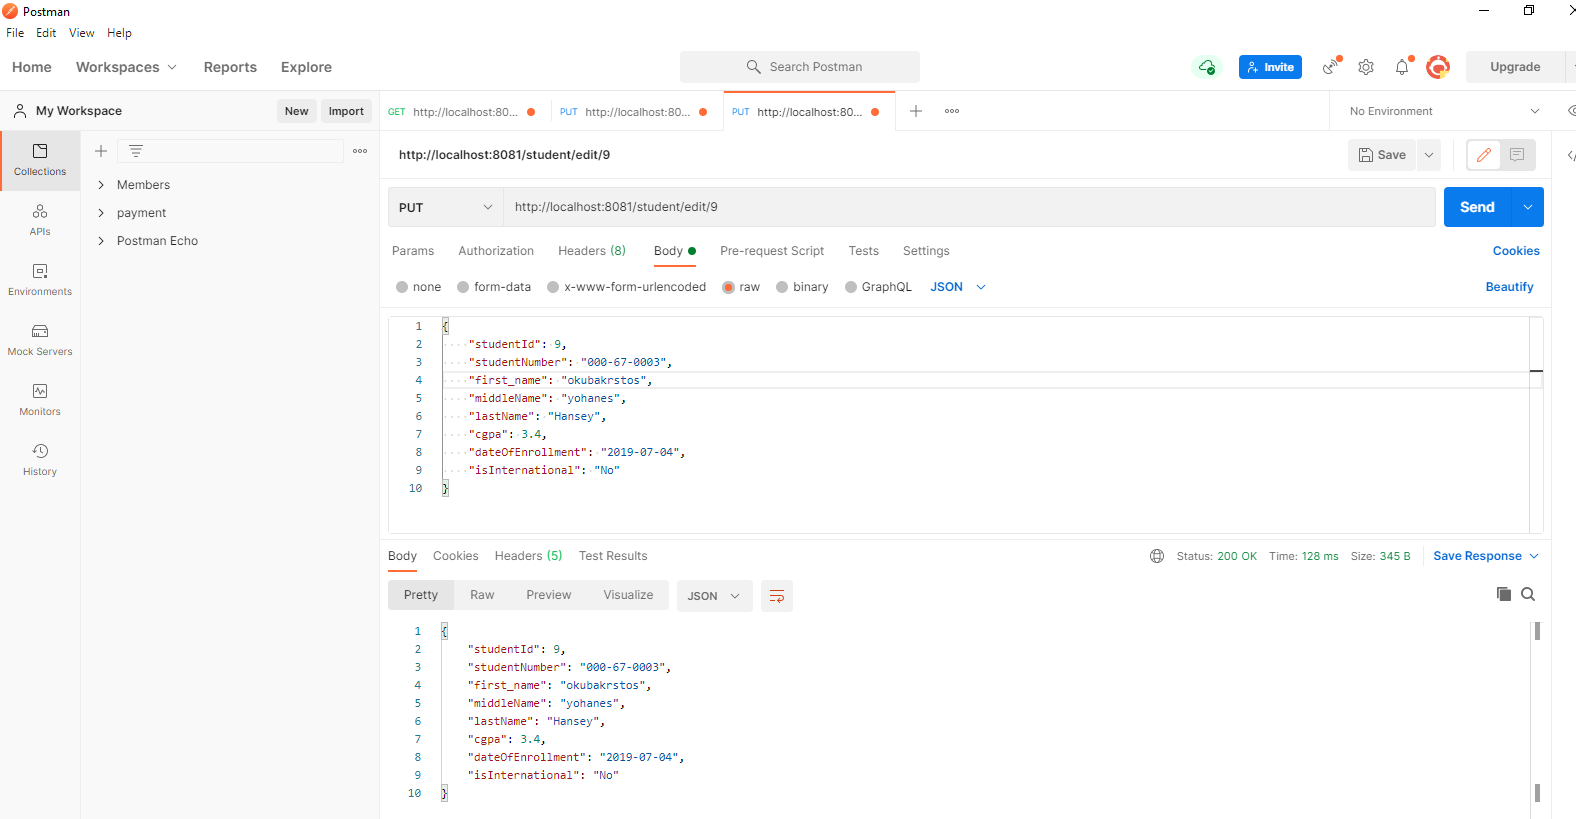 Postman
File Edit View Help
Home Workspaces Reports Explore
Search Postman
Invite
Upgrade
My Workspace
New Import
GET http://localhost:80...
PUT http://localhost:80...
PUT http://localhost:80...
No Environment
Collections
APIs
Environments
Mock Servers
Monitors
History
Members
payment
Postman Echo
http://localhost:8081/student/edit/9
Save
PUT
http://localhost:8081/student/edit/9
Send
Params Authorization Headers (8) Body Pre-request Script Tests Settings
Cookies
none form-data x-www-form-urlencoded raw binary GraphQL JSON
Beautify
1 {
2 "studentId": 9,
3 "studentNumber": "000-67-0003",
4 "first_name": "okubakrstos",
5 "middleName": "yohanes",
6 "lastName": "Hansey",
7 "cgpa": 3.4,
8 "dateOfEnrollment": "2019-07-04",
9 "isInternational": "No"
10 }
Body Cookies Headers (5) Test Results
Status: 200 OK Time: 128 ms Size: 345 B
Save Response
Pretty Raw Preview Visualize JSON
1 {
2 "studentId": 9,
3 "studentNumber": "000-67-0003",
4 "first_name": "okubakrstos",
5 "middleName": "yohanes",
6 "lastName": "Hansey",
7 "cgpa": 3.4,
8 "dateOfEnrollment": "2019-07-04",
9 "isInternational": "No"
10 }